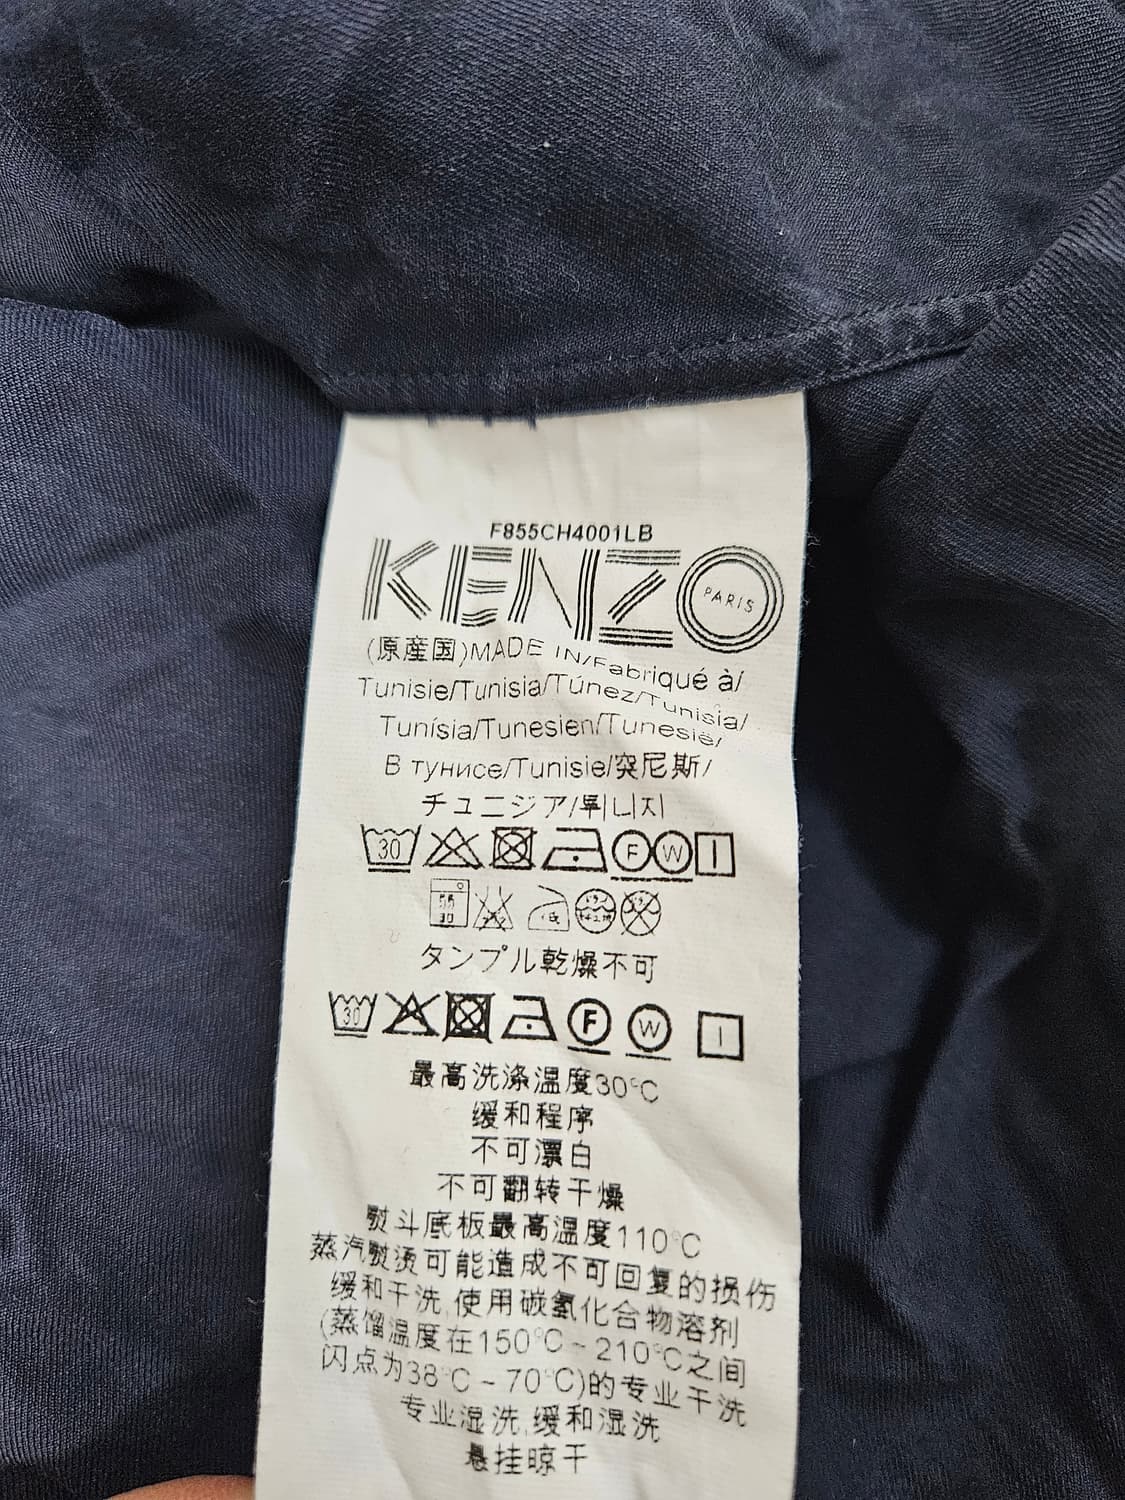 F855CH4001LB
KENZO
PARIS
(原産国)MADE IN/Fabriqué à/
Tunisie/Tunisia/Túnez/Tunisia/
Tunísia/Tunesien/Tunesië/
В тунисе/Tunisie/突尼斯/
チュニジア/튀니지
30 F W
タンプル乾燥不可
30 F W
最高洗涤温度30°C
缓和程序
不可漂白
不可翻转干燥
熨斗底板最高温度110°C
蒸汽熨烫可能造成不可回复的损伤
缓和干洗,使用碳氢化合物溶剂
(蒸馏温度在150°C ~ 210°C之间
闪点为38°C ~ 70°C)的专业干洗
专业湿洗,缓和湿洗
悬挂晾干